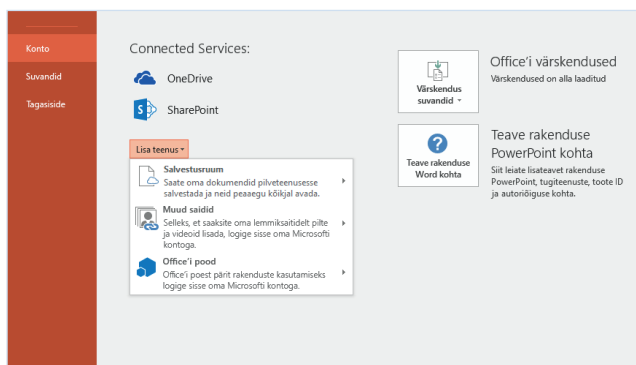 Konto
Suvandid
Tagasiside
Connected Services:
OneDrive
SharePoint
Lisa teenus
Salvestusruum
Saate oma dokumendid pilveteenusesse
salvestada ja neid peaaegu kõikjal avada.
Muud saidid
Selleks, et saaksite oma lemmiksaitidelt pilte
ja videoid lisada, logige sisse oma Microsofti
kontoga.
Office'i pood
Office'i poest pärit rakenduste kasutamiseks
logige sisse oma Microsofti kontoga.
Värskendus
suvandid
Office'i värskendused
Värskendused on alla laaditud
Teave rakenduse
Word kohta
Teave rakenduse
PowerPoint kohta
Siit leiate lisateavet rakenduse
PowerPoint, tugiteenuste, toote ID
ja autoriõiguse kohta.